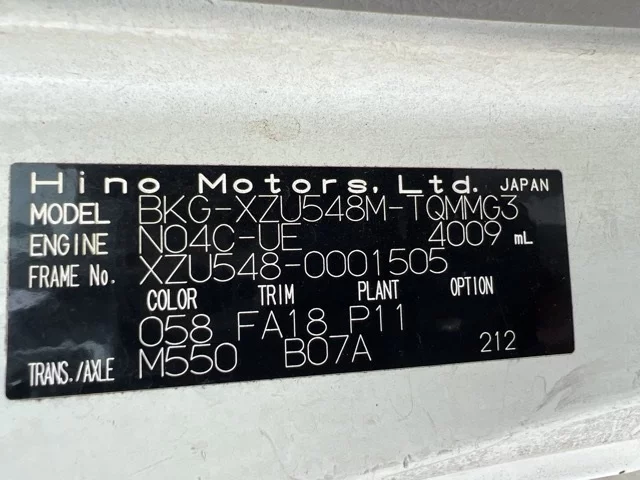 Hino Motors, Ltd. JAPAN
MODEL BKG-XZU548M-TQMMG3
ENGINE N04C-UE 4009 mL
FRAME No. XZU548-0001505
COLOR TRIM PLANT OPTION
058 FA18 P11
TRANS./AXLE M550 B07A 212